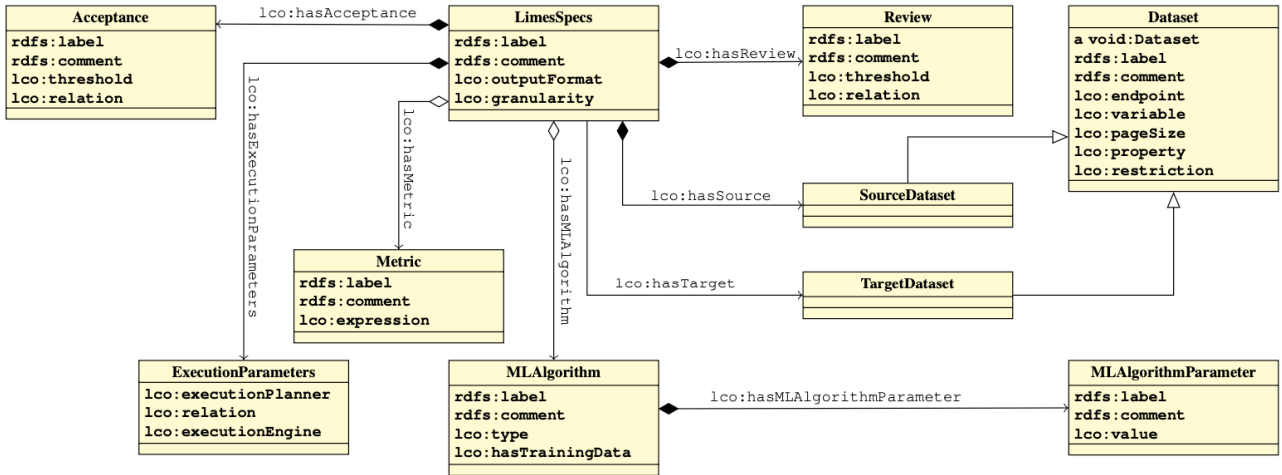 Acceptance
rdfs:label
rdfs:comment
lco:threshold
lco:relation
lco:hasAcceptance
LimesSpecs
rdfs:label
rdfs:comment
lco:outputFormat
lco:granularity
lco:hasReview
Review
rdfs:label
rdfs:comment
lco:threshold
lco:relation
Dataset
a void:Dataset
rdfs:label
rdfs:comment
lco:endpoint
lco:variable
lco:pageSize
lco:property
lco:restriction
lco:hasExecutionParameters
lco:hasMetric
lco:hasMLAlgorithm
lco:hasSource
SourceDataset
Metric
rdfs:label
rdfs:comment
lco:expression
lco:hasTarget
TargetDataset
ExecutionParameters
lco:executionPlanner
lco:relation
lco:executionEngine
MLAlgorithm
rdfs:label
rdfs:comment
lco:type
lco:hasTrainingData
lco:hasMLAlgorithmParameter
MLAlgorithmParameter
rdfs:label
rdfs:comment
lco:value